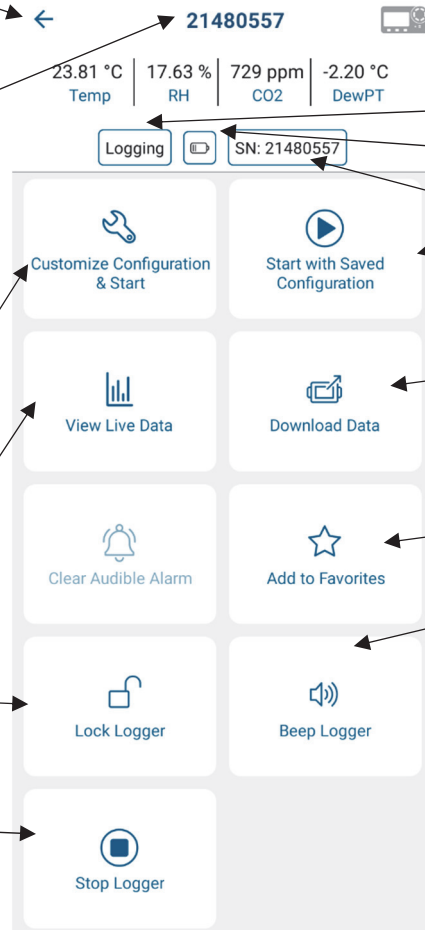 21480557
23.81 °C 17.63 % 729 ppm -2.20 °C
Temp RH CO2 DewPT
Logging SN: 21480557
Customize Configuration
& Start
Start with Saved
Configuration
View Live Data
Download Data
Clear Audible Alarm
Add to Favorites
Lock Logger
Beep Logger
Stop Logger